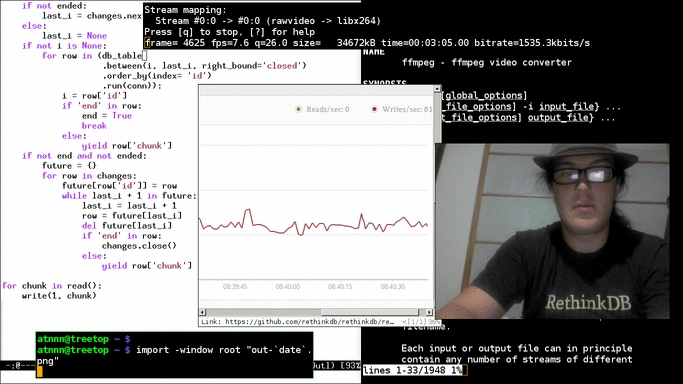 if not ended:
last_i = changes.nex
else:
last_i = None
if not i is None:
for row in (db_table
.between(i, last_i, right_bound='closed')
.order_by(index= 'id')
.run(conn)):
i = row['id']
if 'end' in row:
end = True
break
else:
yield row['chunk']
if not end and not ended:
future = {}
for row in changes:
future[row['id']] = row
while last_i + 1 in future:
last_i = last_i + 1
row = future[last_i]
del future[last_i]
if 'end' in row:
changes.close()
else:
yield row['chunk']
for chunk in read():
write(1, chunk)
Stream mapping:
Stream #0:0 -> #0:0 (rawvideo -> libx264)
Press [q] to stop, [?] for help
frame= 4625 fps=7.6 q=26.0 size= 34672kB time=00:03:05.00 bitrate=1535.3kbits/s
NAME
ffmpeg - ffmpeg video converter
SYNOPSIS
[global_options]
_file_options] -i input_file} ...
t_file_options] output_file} ...
Reads/sec: 0
Writes/sec: 61
08:39:45
08:40:00
08:40:15
08:40:30
Link: https://github.com/rethinkdb/rethinkdb/re...
RethinkDB
filename.
Each input or output file can in principle
contain any number of streams of different
lines 1-33/1948 1%
atnnn@treetop ~ $
atnnn@treetop ~ $ import -window root "out-`date`.
png"
[93%